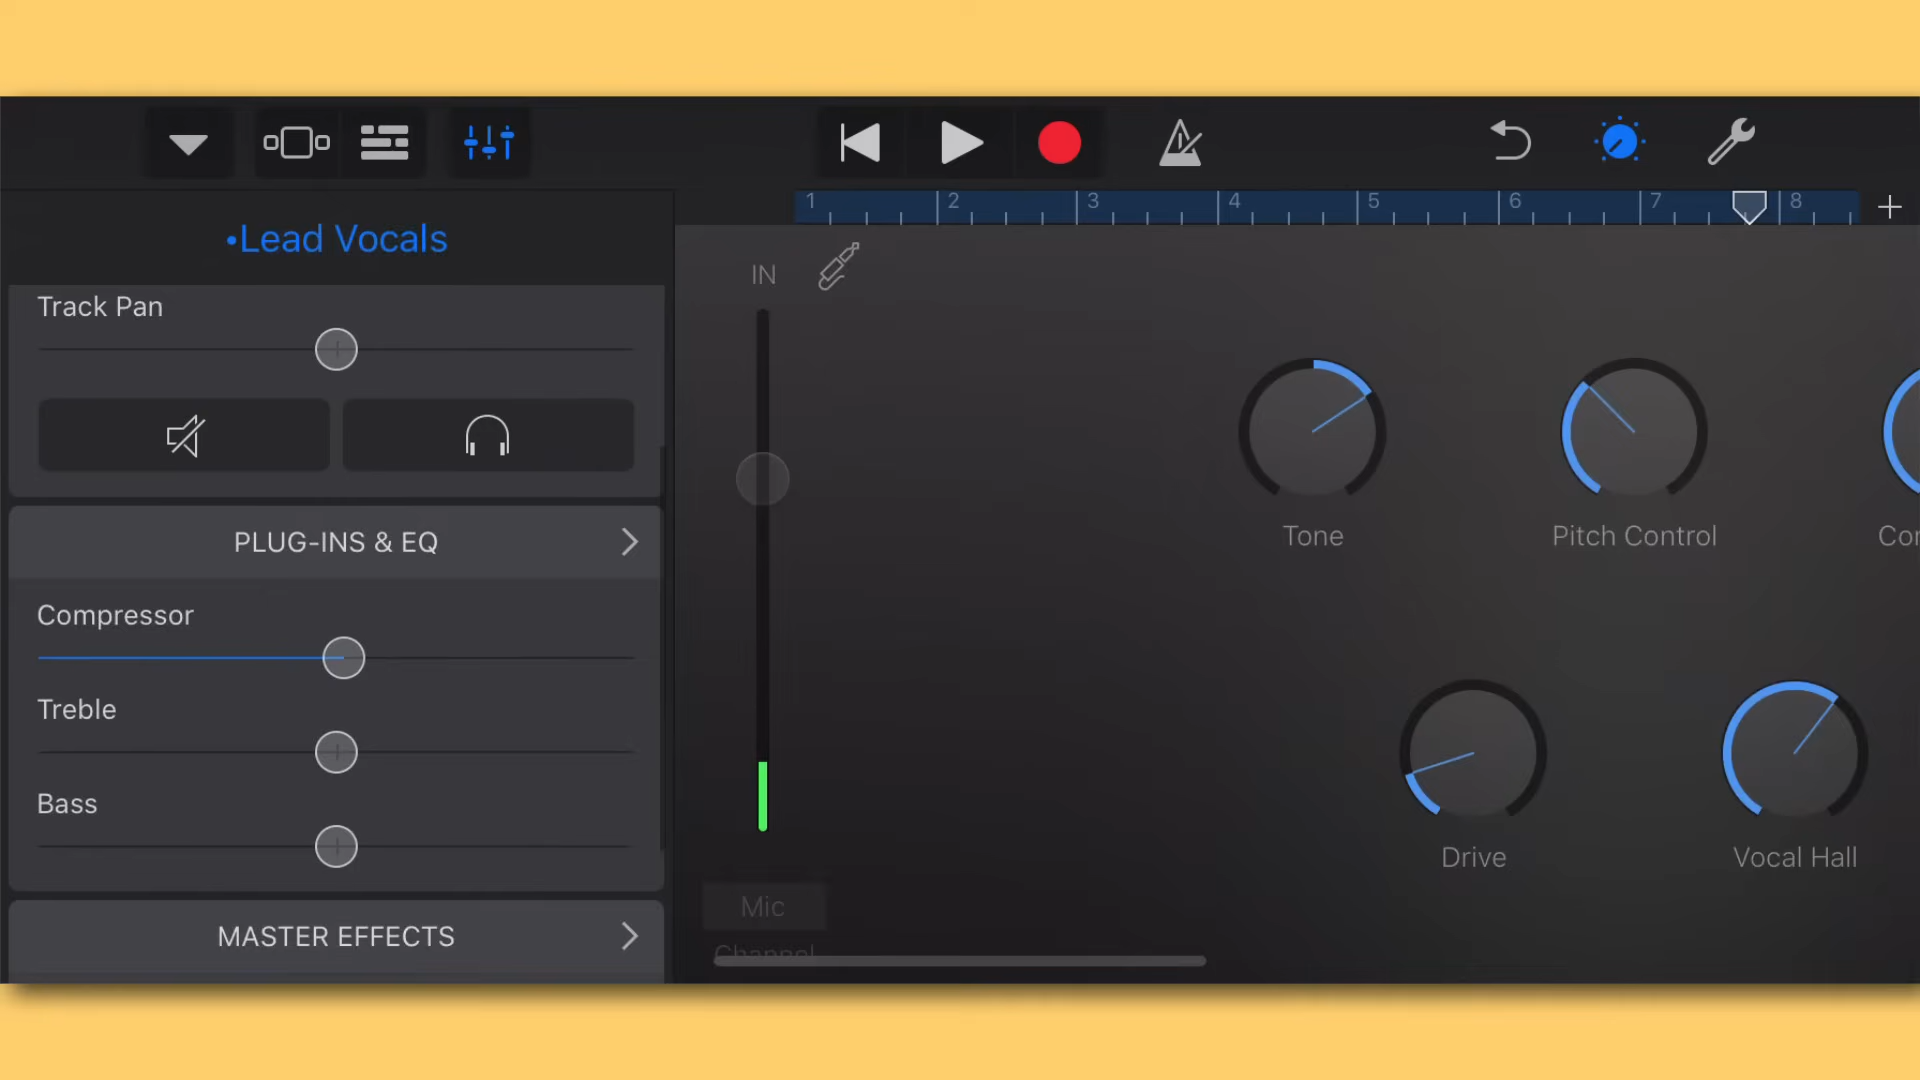 1 2 3 4 5 6 7 8
•Lead Vocals
Track Pan
PLUG-INS & EQ
Compressor
Treble
Bass
MASTER EFFECTS
IN
Mic
Channel
Tone
Pitch Control
Drive
Vocal Hall